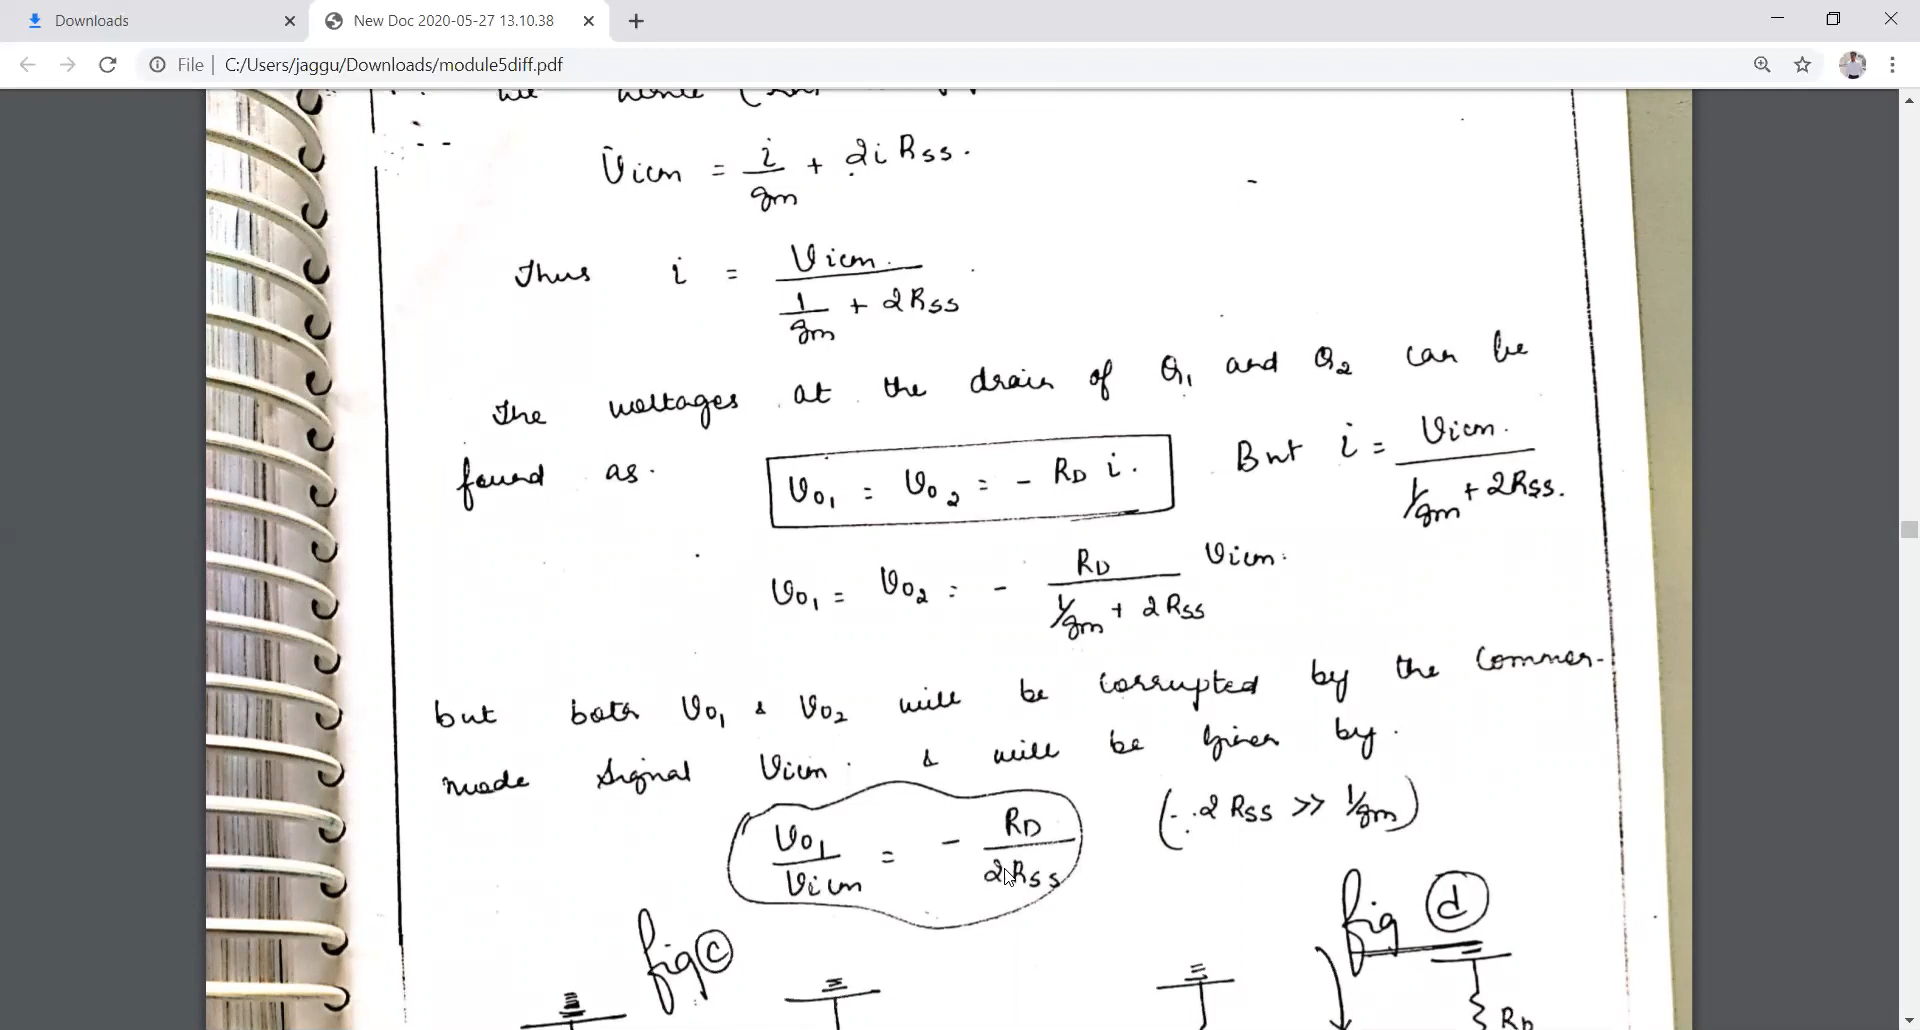 Downloads
New Doc 2020-05-27 13.10.38
File | C:/Users/jaggu/Downloads/module5diff.pdf
Vicm = i/gm + 2i RSS.
Thus i = Vicm. / (1/gm + 2RSS)
The voltages at the drain of Q1 and Q2 can be
found as. Vo1 = Vo2 = - RD i. But i = Vicm. / (1/gm + 2RSS.)
Vo1 = Vo2 = - RD / (1/gm + 2RSS) Vicm.
but both Vo1 & Vo2 will be corrupted by the common-
mode signal Vicm. & will be given by.
Vo1/Vicm = - RD/2RSS (∵ 2RSS >> 1/gm)
fig c fig d
RD